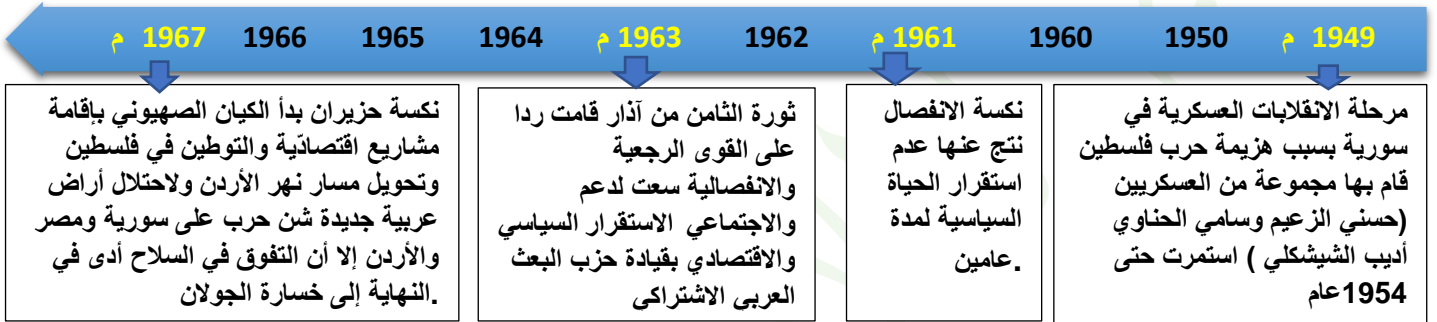 1949 م 1950 1960 1961 م 1962 1963 م 1964 1965 1966 1967 م
مرحلة الانقلابات العسكرية في
سورية بسبب هزيمة حرب فلسطين
قام بها مجموعة من العسكريين
(حسني الزعيم وسامي الحناوي
أديب الشيشكلي ) استمرت حتى
1954عام
نكسة الانفصال
نتج عنها عدم
استقرار الحياة
السياسية لمدة
.عامين
ثورة الثامن من آذار قامت ردا
على القوى الرجعية
والانفصالية سعت لدعم
والاجتماعي الاستقرار السياسي
والاقتصادي بقيادة حزب البعث
العربي الاشتراكي
نكسة حزيران بدأ الكيان الصهيوني بإقامة
مشاريع اقتصادّية والتوطين في فلسطين
وتحويل مسار نهر الأردن ولاحتلال أراض
عربية جديدة شن حرب على سورية ومصر
والأردن إلا أن التفوق في السلاح أدى في
.النهاية إلى خسارة الجولان